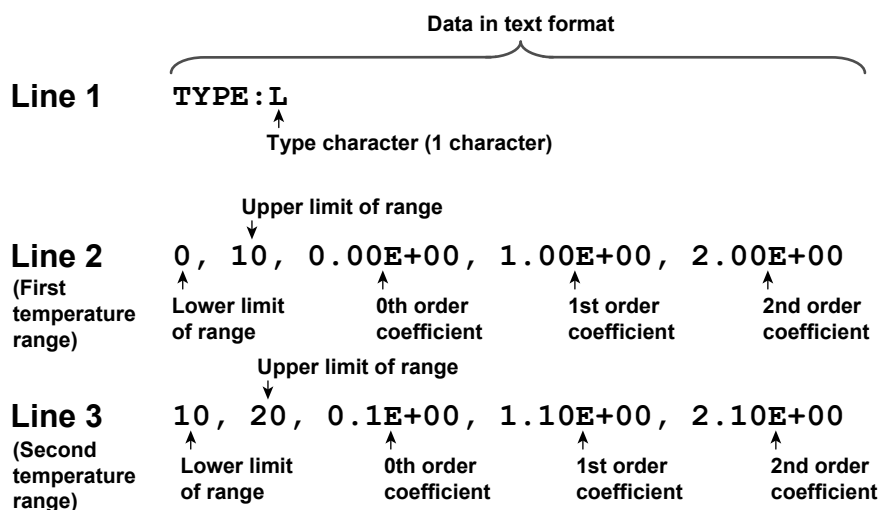 Data in text format
Line 1 TYPE:L
Type character (1 character)
Upper limit of range
Line 2 0, 10, 0.00E+00, 1.00E+00, 2.00E+00
(First temperature range)
Lower limit of range
0th order coefficient
1st order coefficient
2nd order coefficient
Upper limit of range
Line 3 10, 20, 0.1E+00, 1.10E+00, 2.10E+00
(Second temperature range)
Lower limit of range
0th order coefficient
1st order coefficient
2nd order coefficient